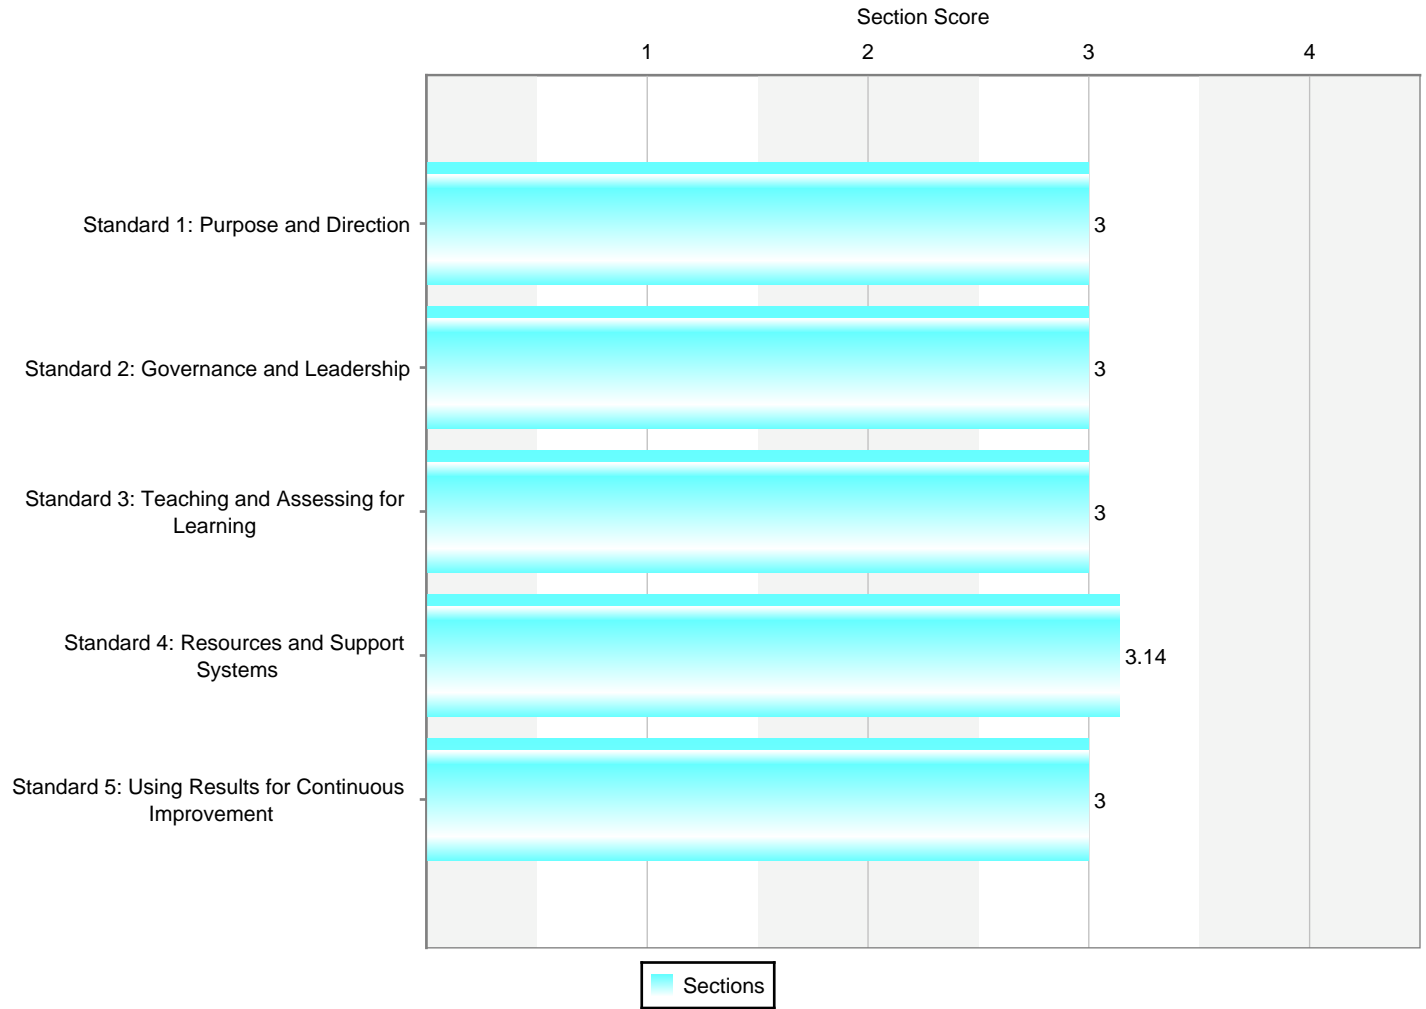 Section Score
1 2 3 4
Standard 1: Purpose and Direction
3
Standard 2: Governance and Leadership
3
Standard 3: Teaching and Assessing for
Learning
3
Standard 4: Resources and Support
Systems
3.14
Standard 5: Using Results for Continuous
Improvement
3
Sections